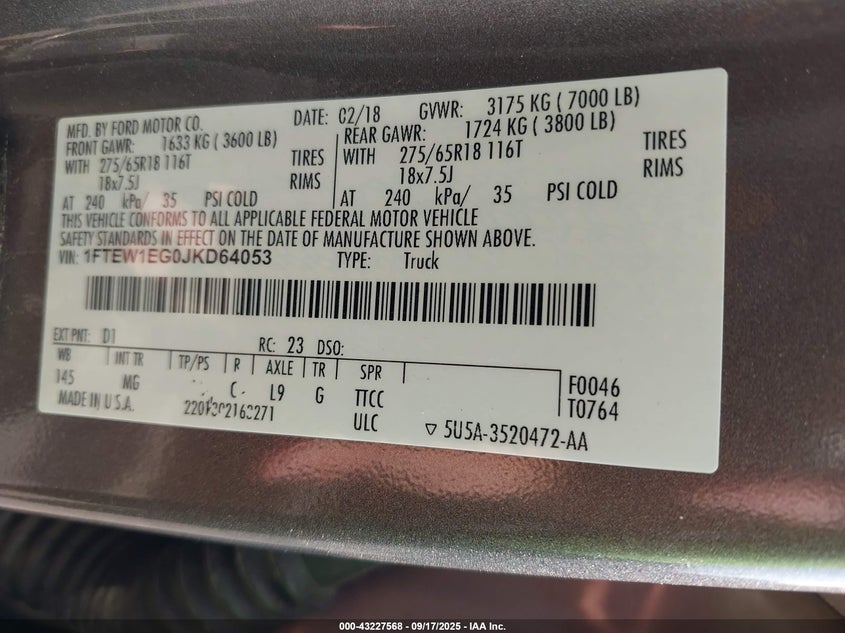 MFD. BY FORD MOTOR CO. DATE: 02/18 GVWR: 3175 KG ( 7000 LB)
FRONT GAWR: 1633 KG ( 3600 LB) REAR GAWR: 1724 KG ( 3800 LB)
WITH 275/65R18 116T TIRES WITH 275/65R18 116T TIRES
18x7.5J RIMS 18x7.5J RIMS
AT 240 kPa/ 35 PSI COLD AT 240 kPa/ 35 PSI COLD
THIS VEHICLE CONFORMS TO ALL APPLICABLE FEDERAL MOTOR VEHICLE
SAFETY STANDARDS IN EFFECT ON THE DATE OF MANUFACTURE SHOWN ABOVE.
VIN: 1FTEW1EG0JKD64053 TYPE: Truck
EXT PNT: D1 RC: 23 DSO:
WB INT TR TP/PS R AXLE TR SPR
145 MG C L9 G TTCC F0046
MADE IN U.S.A. ULC T0764
▽ 5U5A-3520472-AA
000-43227568 - 09/17/2025 - IAA Inc.